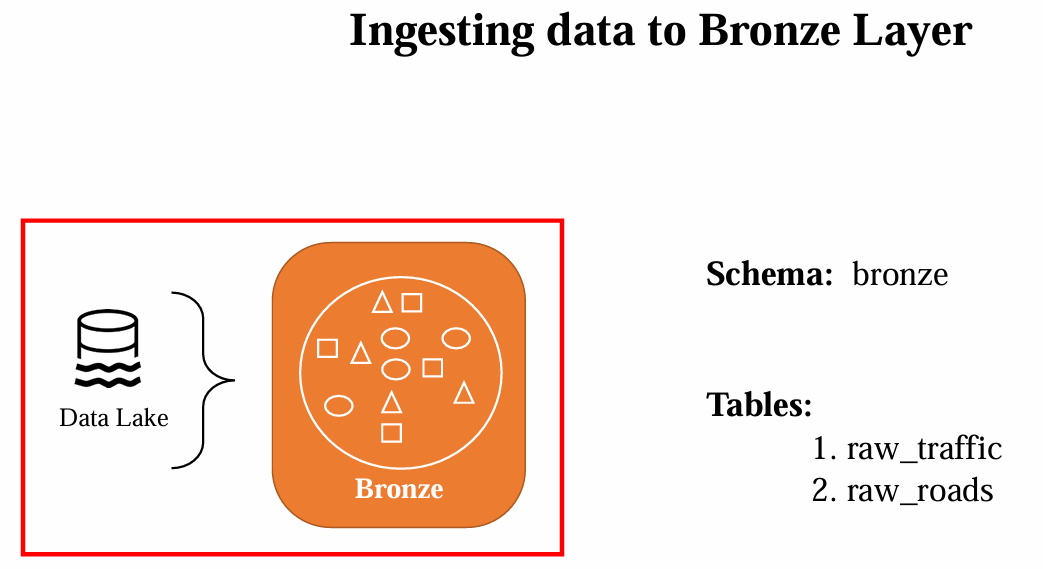 Ingesting data to Bronze Layer
Data Lake
Bronze
Schema: bronze
Tables:
1. raw_traffic
2. raw_roads